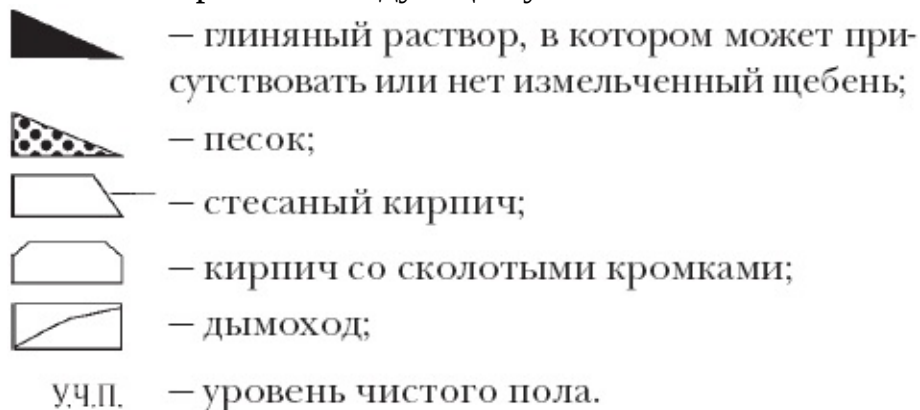 — глиняный раствор, в котором может при-
сутствовать или нет измельченный щебень;
— песок;
— стесаный кирпич;
— кирпич со сколотыми кромками;
— дымоход;
У.Ч.П. — уровень чистого пола.